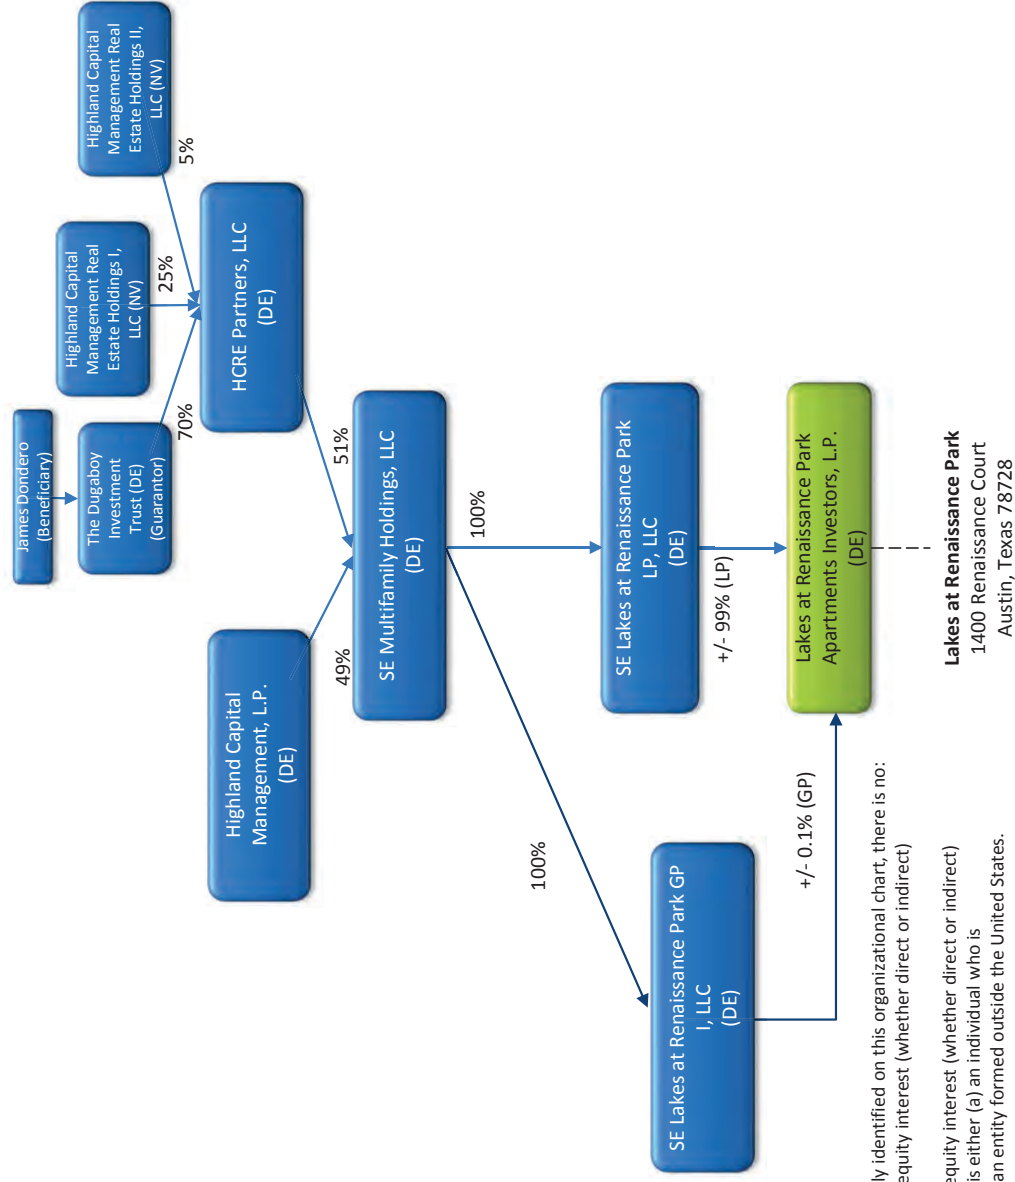 James Dondero
(Beneficiary)
The Dugaboy
Investment
Trust (DE)
(Guarantor)
70%
Highland Capital
Management Real
Estate Holdings I,
LLC (NV)
25%
Highland Capital
Management Real
Estate Holdings II,
LLC (NV)
5%
Highland Capital
Management, L.P.
(DE)
49%
HCRE Partners, LLC
(DE)
51%
SE Multifamily Holdings, LLC
(DE)
100%
100%
SE Lakes at Renaissance Park GP
I, LLC
(DE)
SE Lakes at Renaissance Park
LP, LLC
(DE)
+/- 0.1% (GP)
+/- 99% (LP)
Lakes at Renaissance Park
Apartments Investors, L.P.
(DE)
Lakes at Renaissance Park
1400 Renaissance Court
Austin, Texas 78728
ly identified on this organizational chart, there is no:
equity interest (whether direct or indirect)
equity interest (whether direct or indirect)
is either (a) an individual who is
an entity formed outside the United States.